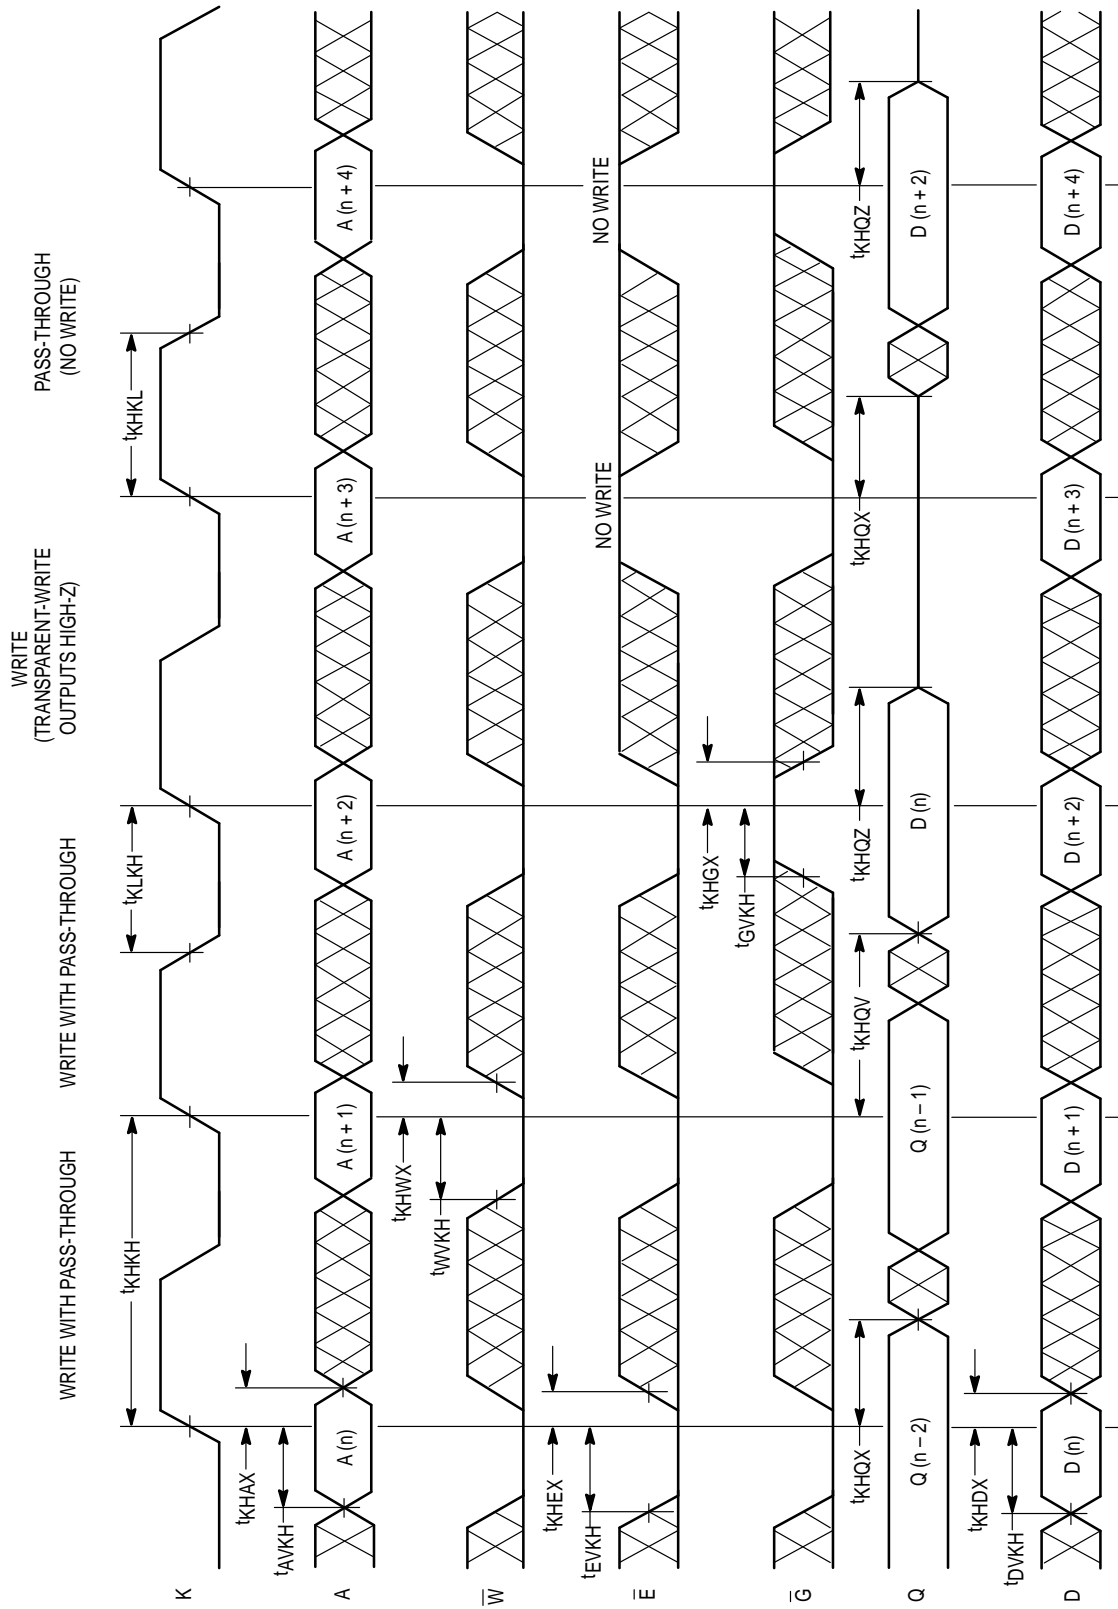 WRITE WITH PASS-THROUGH
WRITE WITH PASS-THROUGH
WRITE
(TRANSPARENT-WRITE
OUTPUTS HIGH-Z)
PASS-THROUGH
(NO WRITE)
tKHKH
tKLKH
tKHKL
K
tKHAX
tAVKH
A
A (n)
A (n + 1)
A (n + 2)
A (n + 3)
A (n + 4)
tKHWX
tWVKH
W
tKHEX
tEVKH
NO WRITE
NO WRITE
E
tKHGX
tGVKH
G
tKHQX
tKHQV
tKHQZ
tKHQX
tKHQZ
Q
Q (n – 2)
Q (n – 1)
D (n)
D (n + 2)
tKHDX
tDVKH
D
D (n)
D (n + 1)
D (n + 2)
D (n + 3)
D (n + 4)